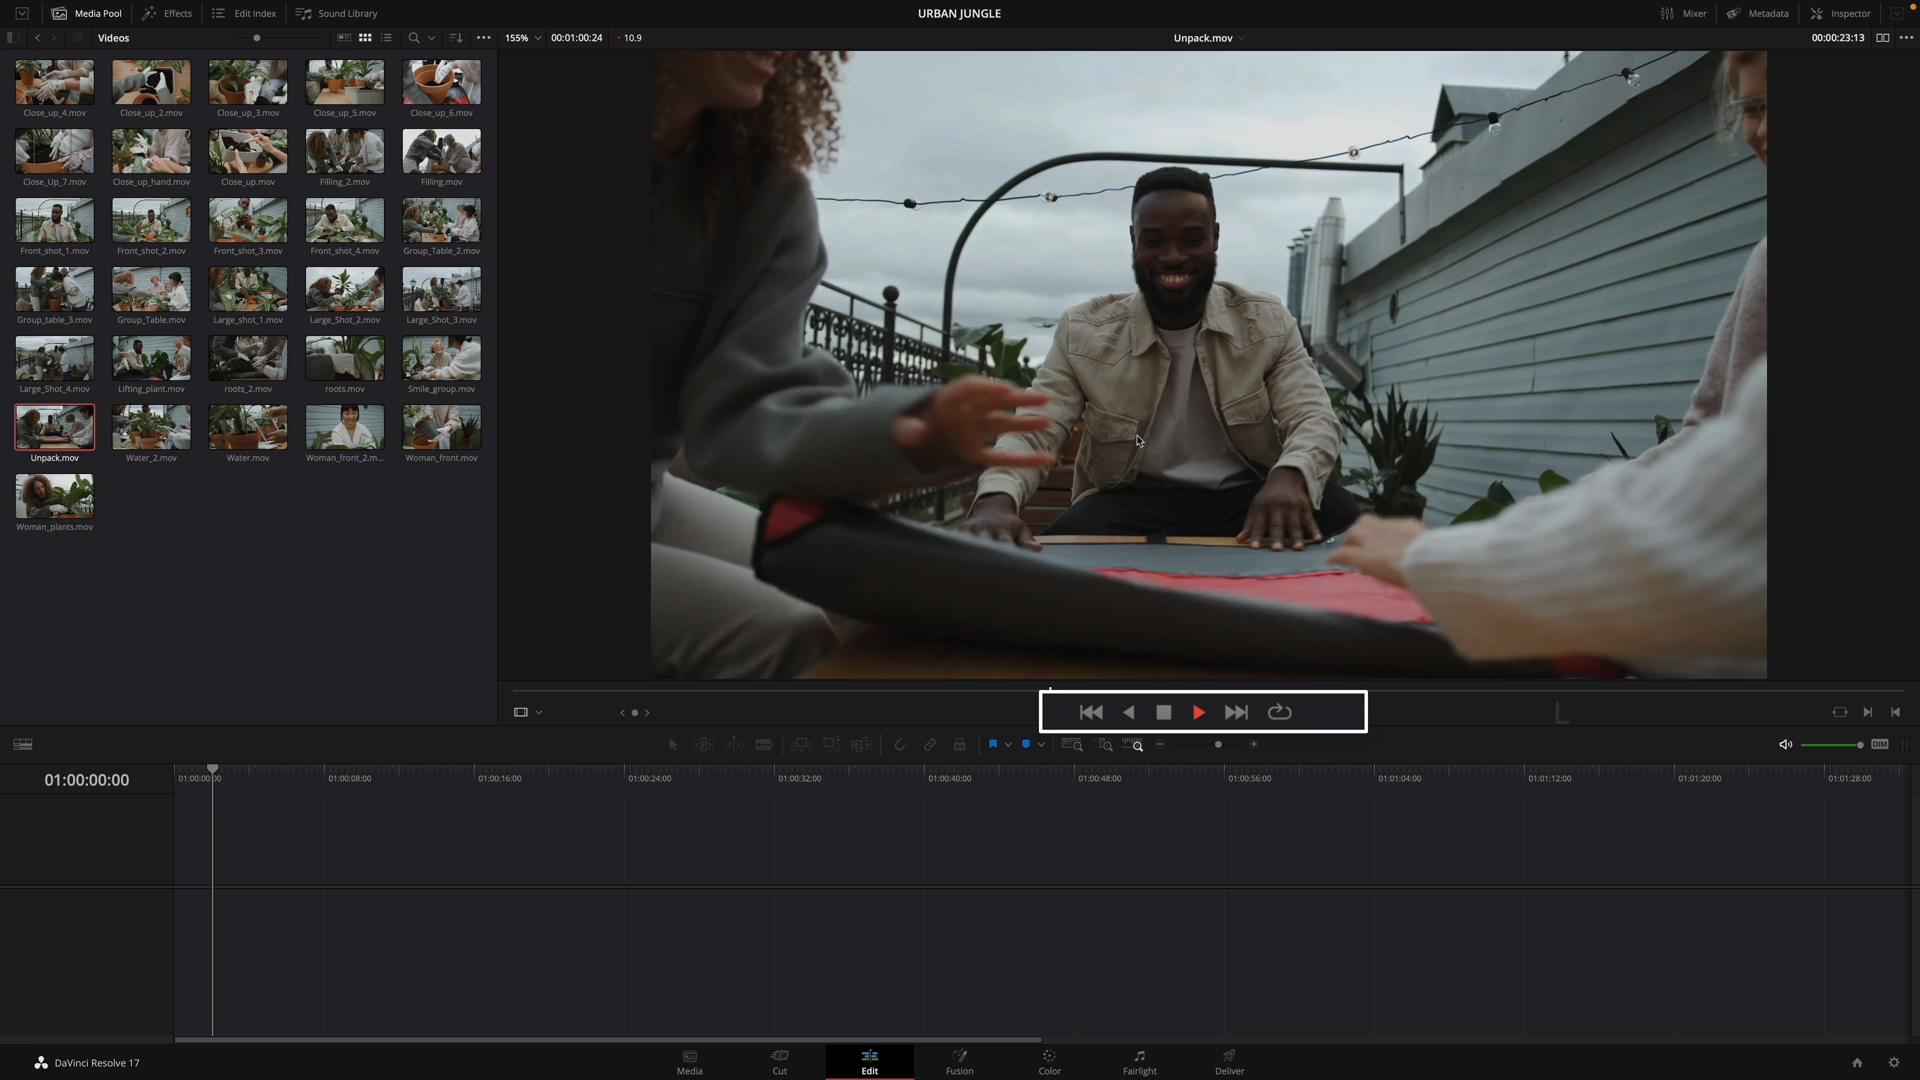 Media Pool
Effects
Edit Index
Sound Library
URBAN JUNGLE
Mixer
Metadata
Inspector
Videos
155%
00:01:00:24
10.9
Unpack.mov
00:00:23:13
Close_up_4.mov
Close_up_2.mov
Close_up_3.mov
Close_up_5.mov
Close_up_6.mov
Close_Up_7.mov
Close_up_hand.mov
Close_up.mov
Filling_2.mov
Filling.mov
Front_shot_1.mov
Front_shot_2.mov
Front_shot_3.mov
Front_shot_4.mov
Group_Table_2.mov
Group_table_3.mov
Group_Table.mov
Large_shot_1.mov
Large_Shot_2.mov
Large_Shot_3.mov
Large_Shot_4.mov
Lifting_plant.mov
roots_2.mov
roots.mov
Smile_group.mov
Unpack.mov
Water_2.mov
Water.mov
Woman_front_2.m...
Woman_front.mov
Woman_plants.mov
L
DIM
01:00:00:00
01:00:00:00
01:00:08:00
01:00:16:00
01:00:24:00
01:00:32:00
01:00:40:00
01:00:48:00
01:00:56:00
01:01:04:00
01:01:12:00
01:01:20:00
01:01:28:00
DaVinci Resolve 17
Media
Cut
Edit
Fusion
Color
Fairlight
Deliver